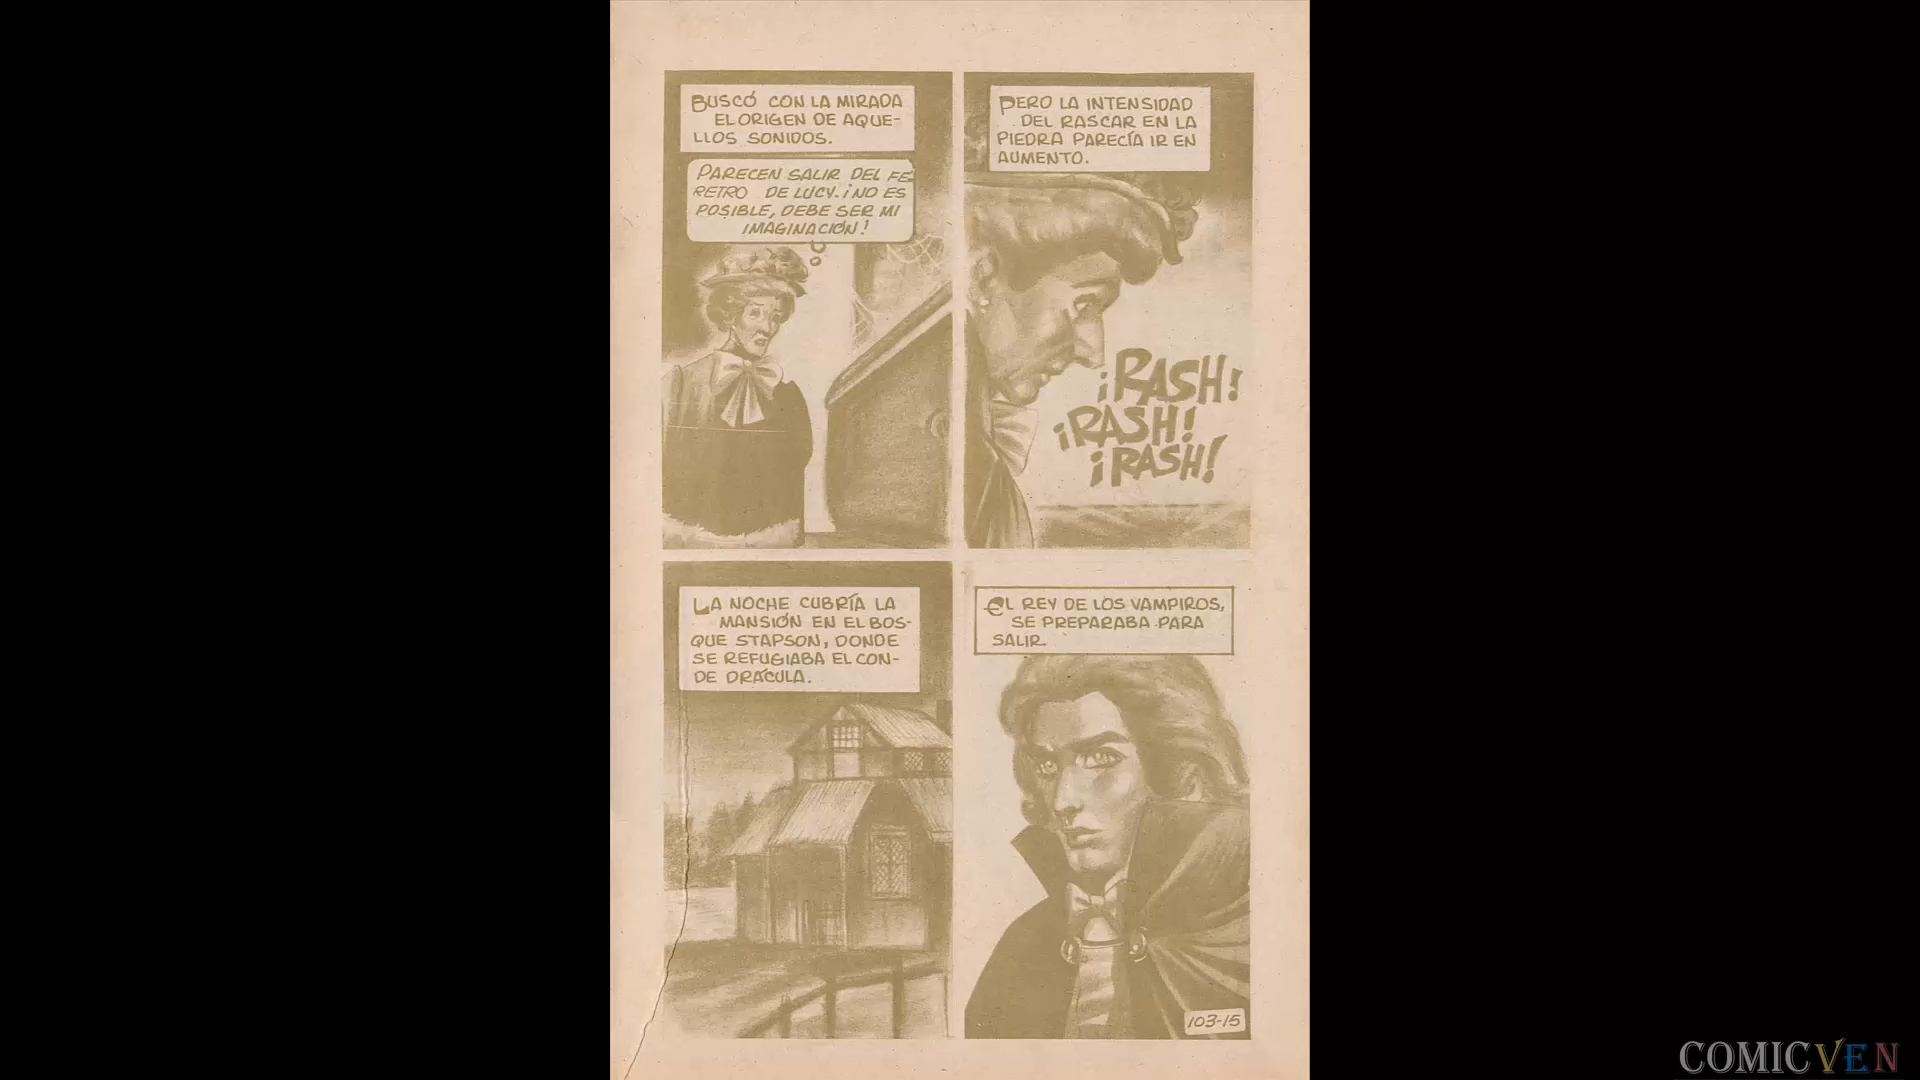 BUSCÓ CON LA MIRADA
EL ORIGEN DE AQUE-
LLOS SONIDOS.
PARECEN SALIR DEL FÉ
RETRO DE LUCY. ¡NO ES
POSIBLE, DEBE SER MI
IMAGINACIÓN!
PERO LA INTENSIDAD
DEL RASCAR EN LA
PIEDRA PARECÍA IR EN
AUMENTO.
¡RASH!
¡RASH!
¡RASH!
LA NOCHE CUBRÍA LA
MANSIÓN EN EL BOS-
QUE STAPSON, DONDE
SE REFUGIABA EL CON-
DE DRÁCULA.
EL REY DE LOS VAMPIROS,
SE PREPARABA PARA
SALIR.
103-15
COMICVEN